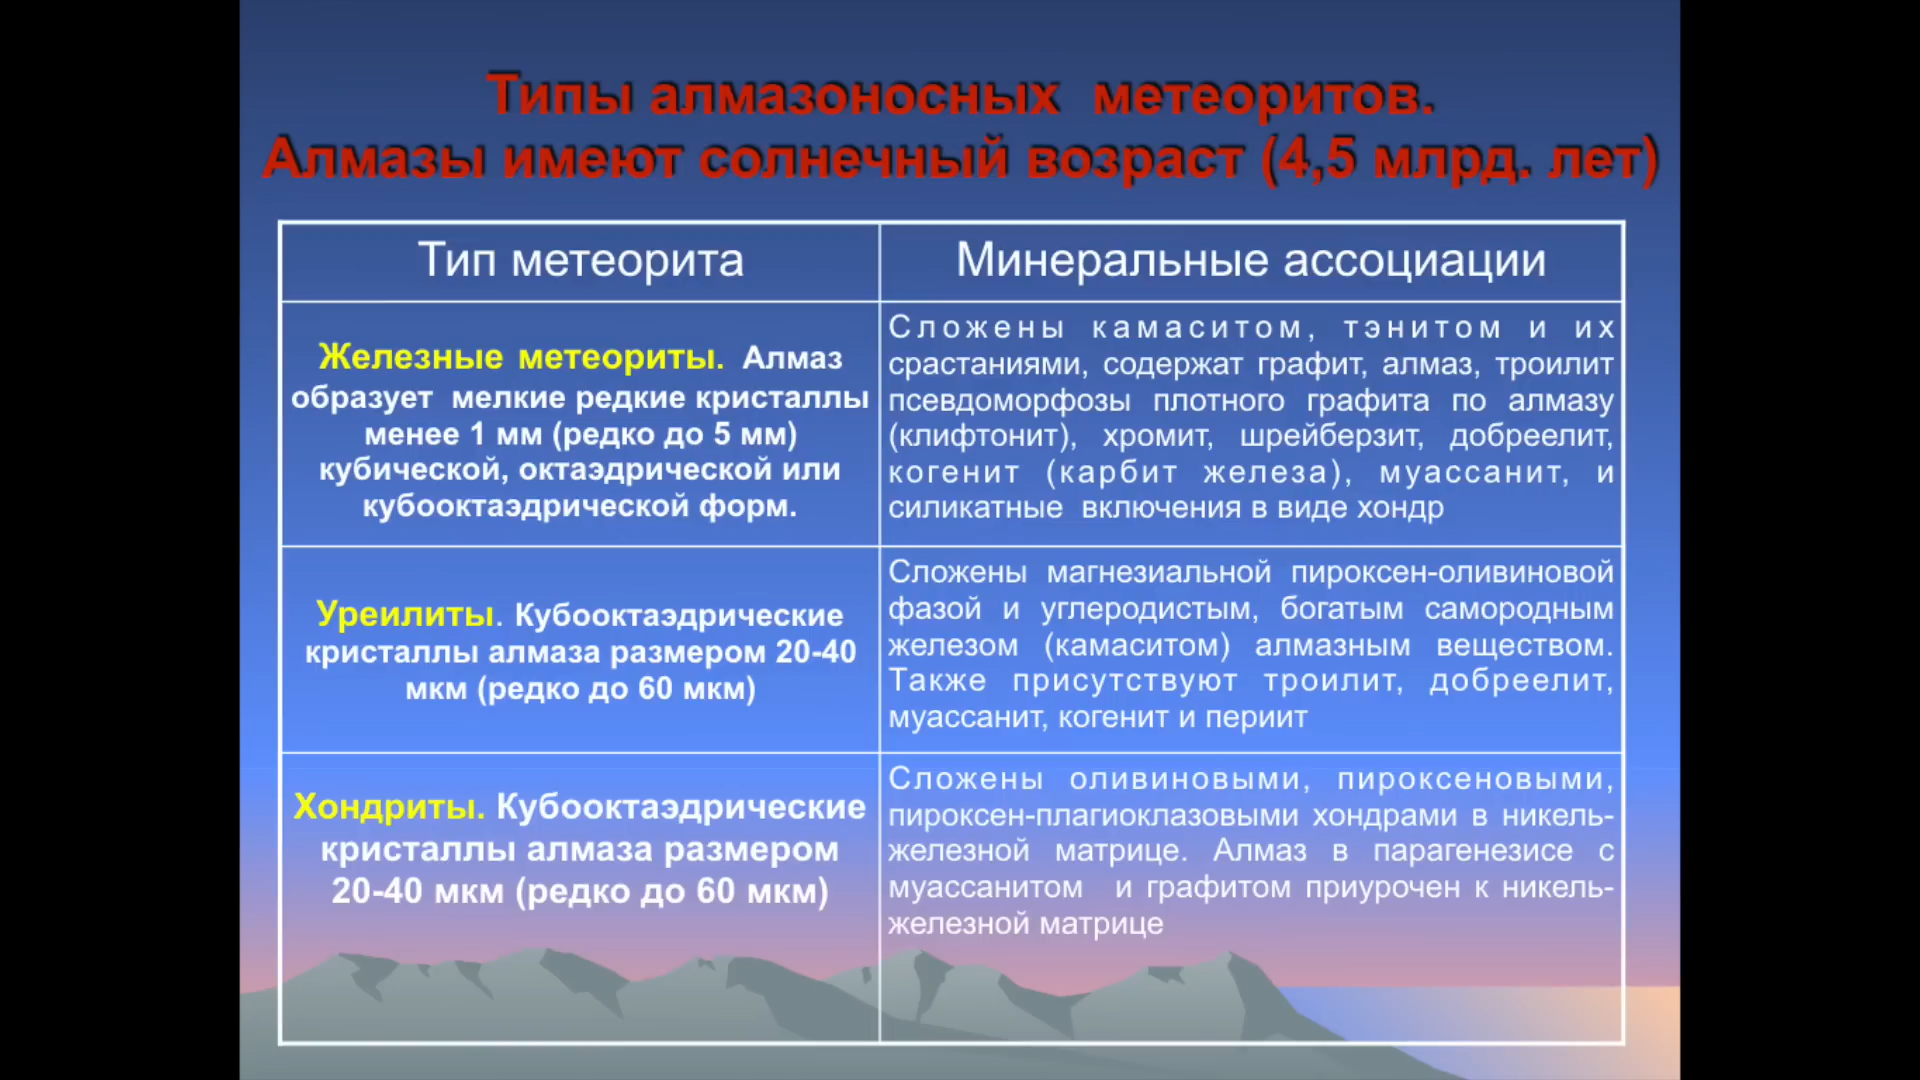 Типы алмазоносных метеоритов.
Алмазы имеют солнечный возраст (4,5 млрд. лет)
Тип метеорита
Минеральные ассоциации
Железные метеориты. Алмаз
образует мелкие редкие кристаллы
менее 1 мм (редко до 5 мм)
кубической, октаэдрической или
кубооктаэдрической форм.
Сложены камаситом, тэнитом и их
срастаниями, содержат графит, алмаз, троилит
псевдоморфозы плотного графита по алмазу
(клифтонит), хромит, шрейберзит, добреелит,
когенит (карбит железа), муассанит, и
силикатные включения в виде хондр
Уреилиты. Кубооктаэдрические
кристаллы алмаза размером 20-40
мкм (редко до 60 мкм)
Сложены магнезиальной пироксен-оливиновой
фазой и углеродистым, богатым самородным
железом (камаситом) алмазным веществом.
Также присутствуют троилит, добреелит,
муассанит, когенит и периит
Хондриты. Кубооктаэдрические
кристаллы алмаза размером
20-40 мкм (редко до 60 мкм)
Сложены оливиновыми, пироксеновыми,
пироксен-плагиоклазовыми хондрами в никель-
железной матрице. Алмаз в парагенезисе с
муассанитом и графитом приурочен к никель-
железной матрице